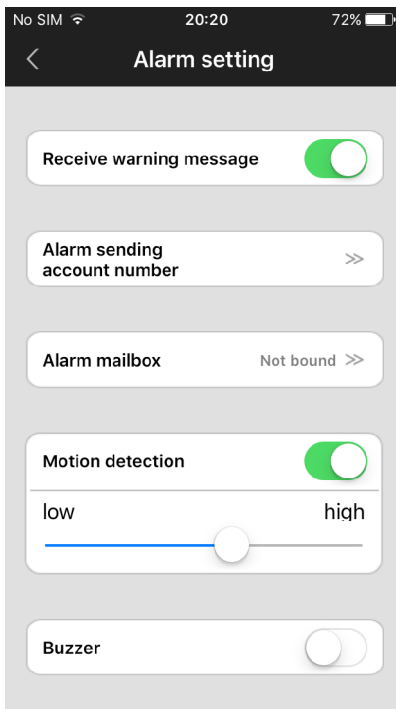 No SIM 20:20 72%
Alarm setting
Receive warning message
Alarm sending
account number
Alarm mailbox Not bound
Motion detection
low high
Buzzer